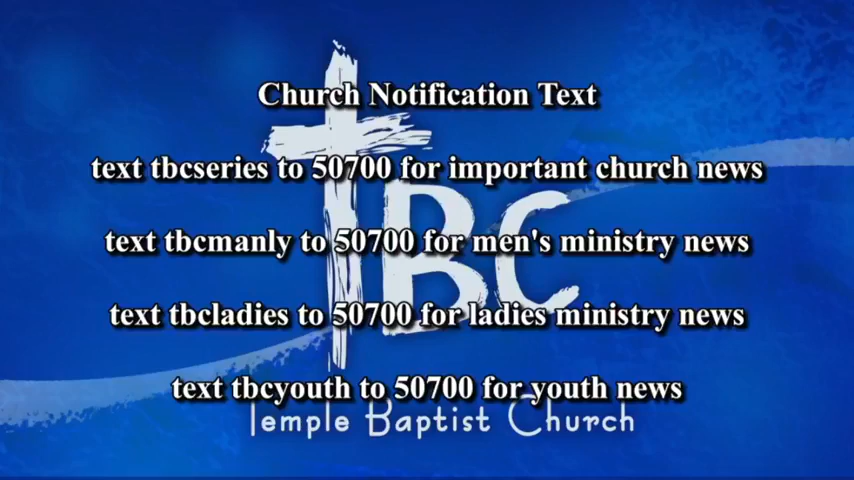 Church Notification Text
text tbcseries to 50700 for important church news
text tbcmanly to 50700 for men's ministry news
TBC
text tbcladies to 50700 for ladies ministry news
text tbcyouth to 50700 for youth news
Temple Baptist Church